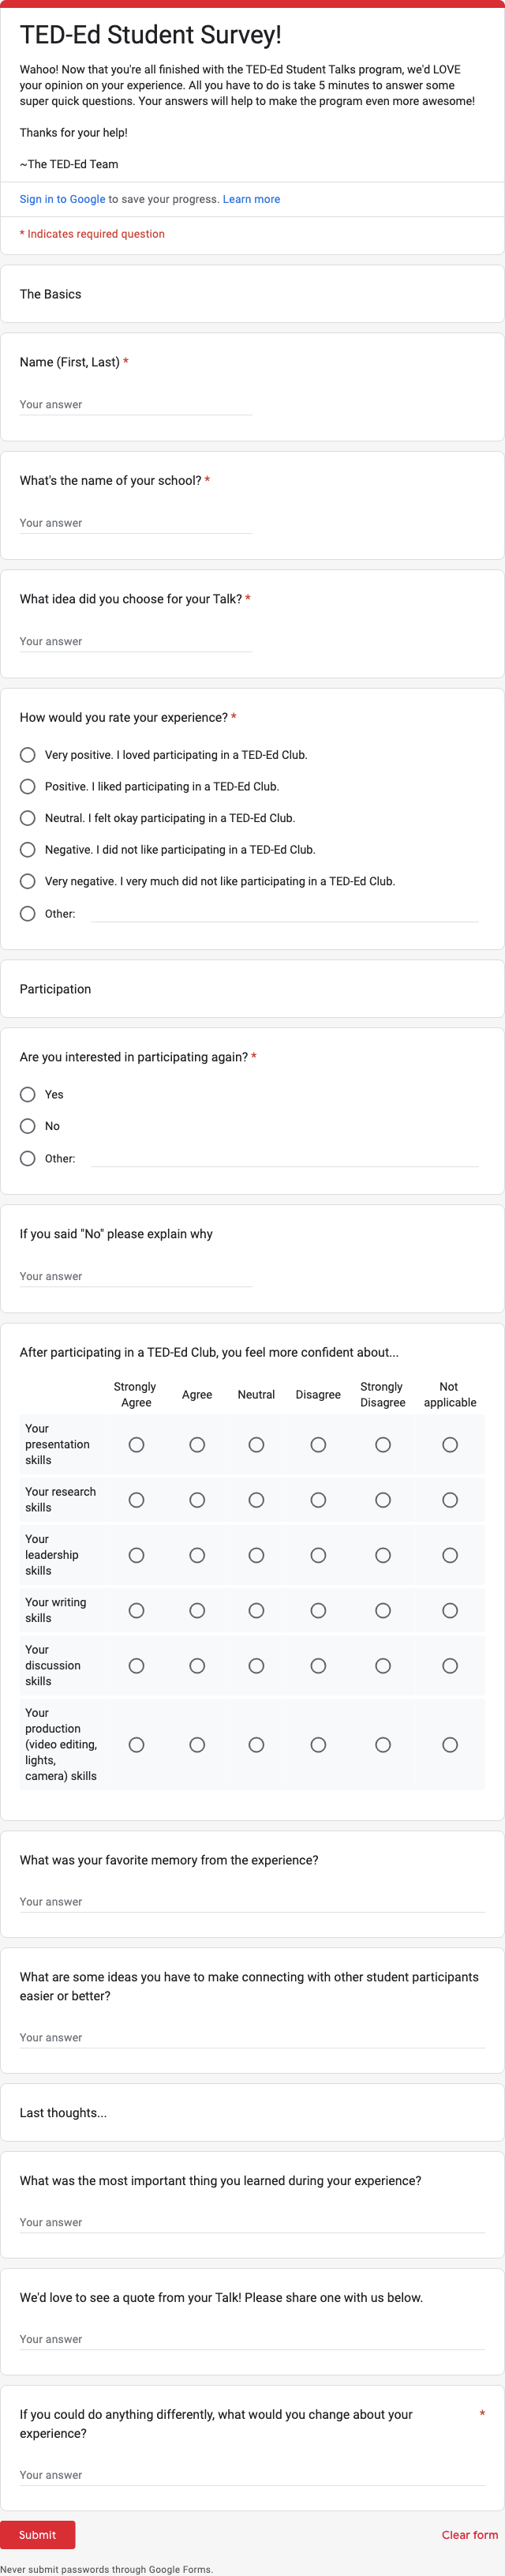 TED-Ed Student Survey!
Wahoo! Now that you're all finished with the TED-Ed Student Talks program, we'd LOVE
your opinion on your experience. All you have to do is take 5 minutes to answer some
super quick questions. Your answers will help to make the program even more awesome!
Thanks for your help!
~The TED-Ed Team
Sign in to Google to save your progress. Learn more
* Indicates required question
The Basics
Name (First, Last) *
Your answer
What's the name of your school? *
Your answer
What idea did you choose for your Talk? *
Your answer
How would you rate your experience? *
Very positive. I loved participating in a TED-Ed Club.
Positive. I liked participating in a TED-Ed Club.
Neutral. I felt okay participating in a TED-Ed Club.
Negative. I did not like participating in a TED-Ed Club.
Very negative. I very much did not like participating in a TED-Ed Club.
Other:
Participation
Are you interested in participating again? *
Yes
No
Other:
If you said "No" please explain why
Your answer
After participating in a TED-Ed Club, you feel more confident about...
Strongly Agree
Agree
Neutral
Disagree
Strongly Disagree
Not applicable
Your
presentation
skills
Your research
skills
Your
leadership
skills
Your writing
skills
Your
discussion
skills
Your
production
(video editing,
lights,
camera) skills
What was your favorite memory from the experience?
Your answer
What are some ideas you have to make connecting with other student participants
easier or better?
Your answer
Last thoughts...
What was the most important thing you learned during your experience?
Your answer
We'd love to see a quote from your Talk! Please share one with us below.
Your answer
If you could do anything differently, what would you change about your *
experience?
Your answer
Submit
Clear form
Never submit passwords through Google Forms.